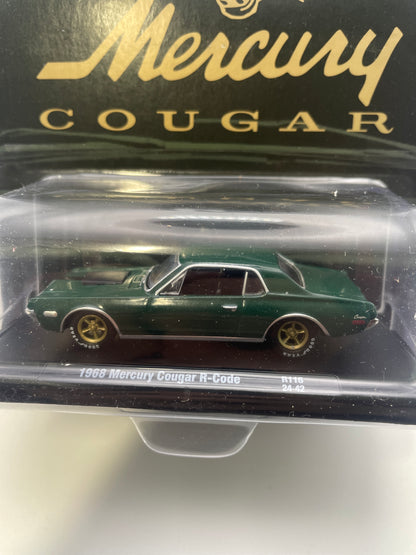 Mercury
COUGAR
1968 Mercury Cougar R-Code
R116
24-42